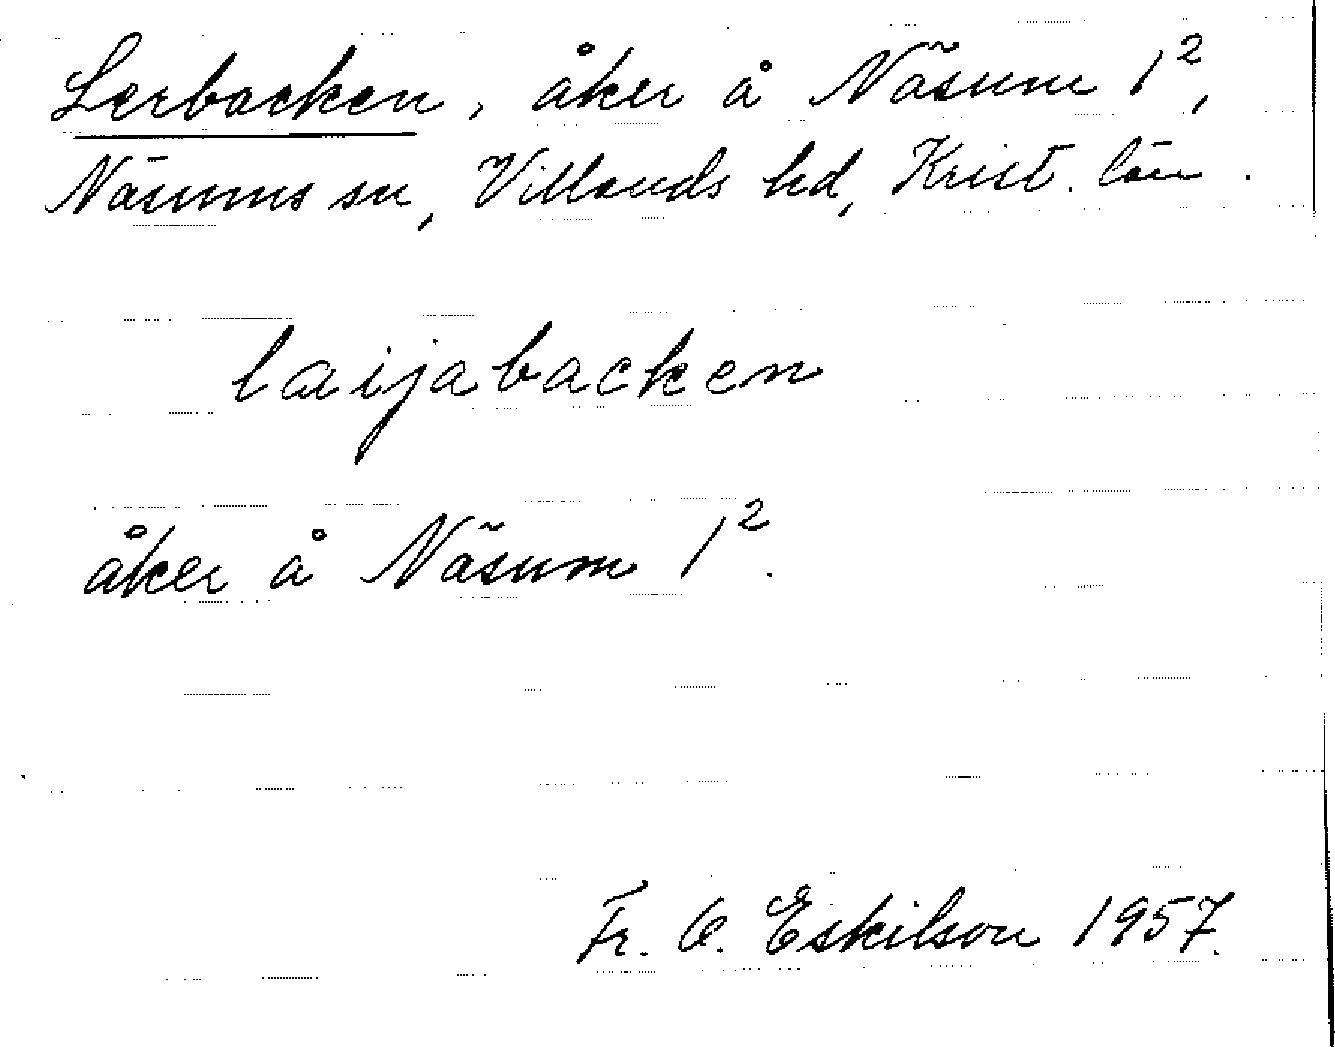 Lerbacken, åker å Näsum 1²,
Näsums sn, Villands hd, Krist. län.
laijabacken
åker å Näsum 1².
Fr. O. Eskilson 1957.